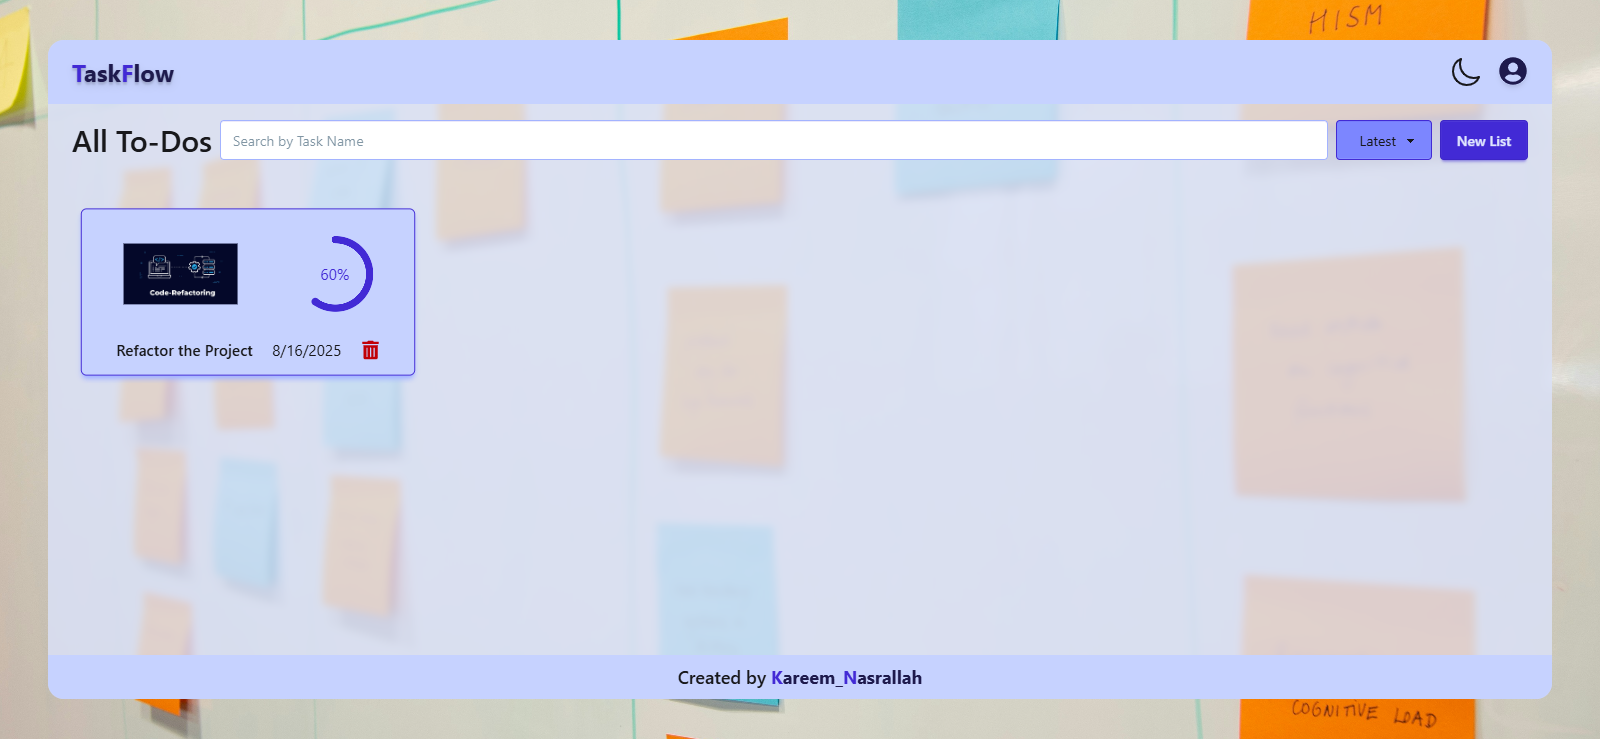 HISM
TaskFlow
All To-Dos
Search by Task Name
Latest
New List
Code-Refactoring
60%
Refactor the Project
8/16/2025
Created by Kareem_Nasrallah
COGNITIVE LOAD